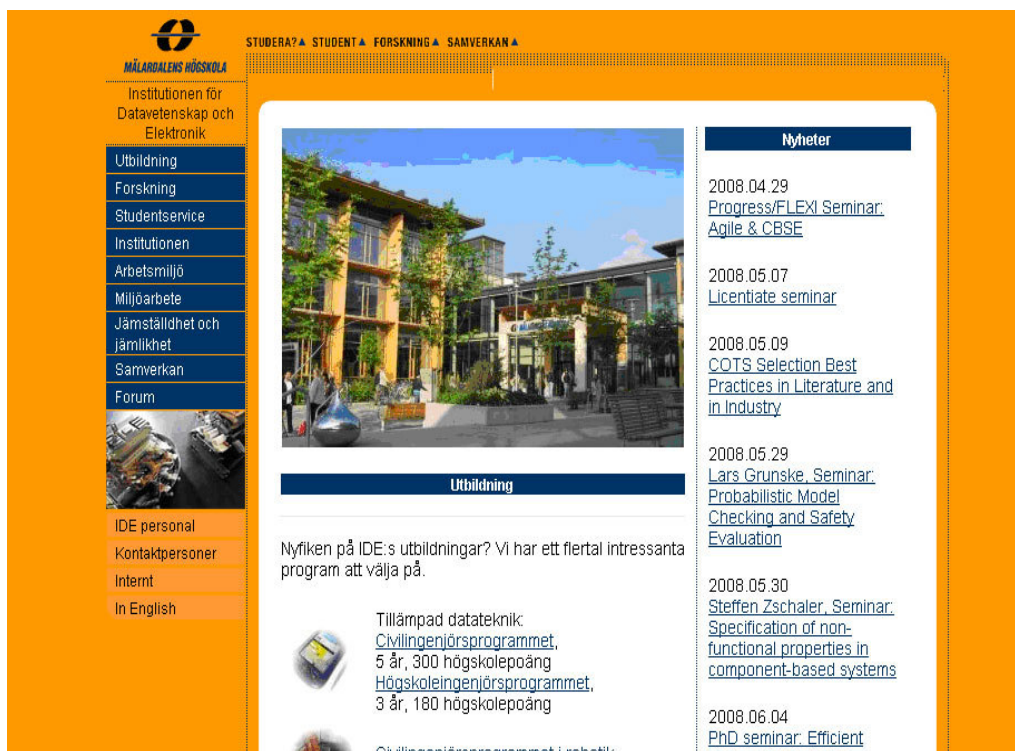 STUDERA? STUDENT FORSKNING SAMVERKAN
MÄLARDALENS HÖGSKOLA
Institutionen för
Datavetenskap och
Elektronik
Utbildning
Forskning
Studentservice
Institutionen
Arbetsmiljö
Miljöarbete
Jämställdhet och
jämlikhet
Samverkan
Forum
IDE personal
Kontaktpersoner
Internt
In English
Utbildning
Nyfiken på IDE:s utbildningar? Vi har ett flertal intressanta
program att välja på.
Tillämpad datateknik:
Civilingenjörsprogrammet,
5 år, 300 högskolepoäng
Högskoleingenjörsprogrammet,
3 år, 180 högskolepoäng
Civilingenjörsprogrammet i robotik
Nyheter
2008.04.29
Progress/FLEXI Seminar:
Agile & CBSE
2008.05.07
Licentiate seminar
2008.05.09
COTS Selection Best
Practices in Literature and
in Industry
2008.05.29
Lars Grunske, Seminar:
Probabilistic Model
Checking and Safety
Evaluation
2008.05.30
Steffen Zschaler, Seminar:
Specification of non-
functional properties in
component-based systems
2008.06.04
PhD seminar: Efficient